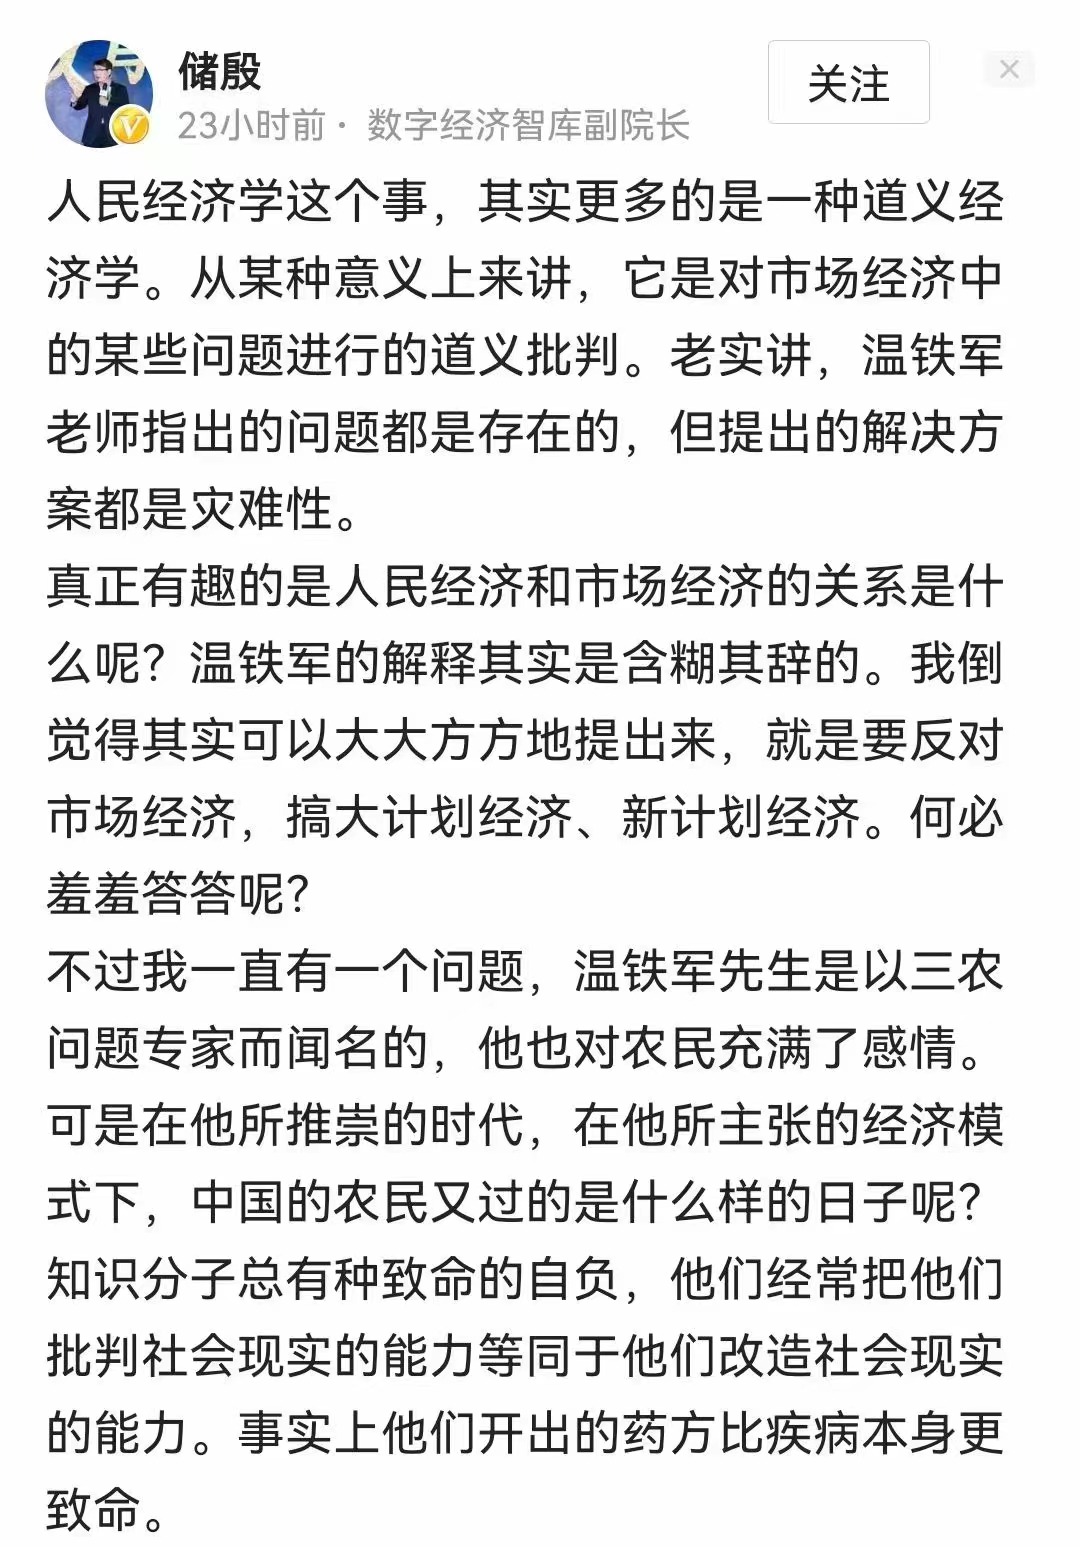 储殷
关注
23小时前· 数字经济智库副院长
人民经济学这个事，其实更多的是一种道义经
济学。从某种意义上来讲，它是对市场经济中
的某些问题进行的道义批判。老实讲，温铁军
老师指出的问题都是存在的，但提出的解决方
案都是灾难性。
真正有趣的是人民经济和市场经济的关系是什
么呢？温铁军的解释其实是含糊其辞的。我倒
觉得其实可以大大方方地提出来，就是要反对
市场经济，搞大计划经济、新计划经济。何必
羞羞答答呢？
不过我一直有一个问题，温铁军先生是以三农
问题专家而闻名的，他也对农民充满了感情。
可是在他所推崇的时代，在他所主张的经济模
式下，中国的农民又过的是什么样的日子呢？
知识分子总有种致命的自负，他们经常把他们
批判社会现实的能力等同于他们改造社会现实
的能力。事实上他们开出的药方比疾病本身更
致命。